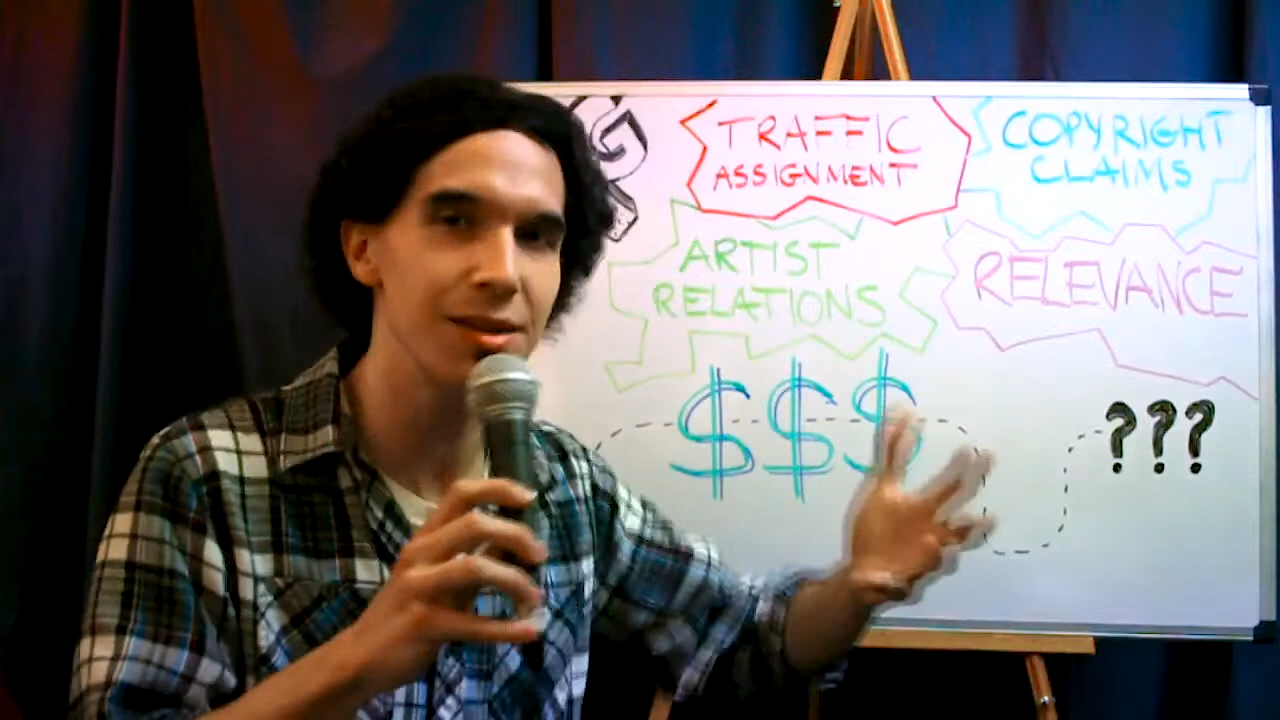 TRAFFIC
ASSIGNMENT
COPYRIGHT
CLAIMS
ARTIST
RELATIONS
RELEVANCE
$$$
???